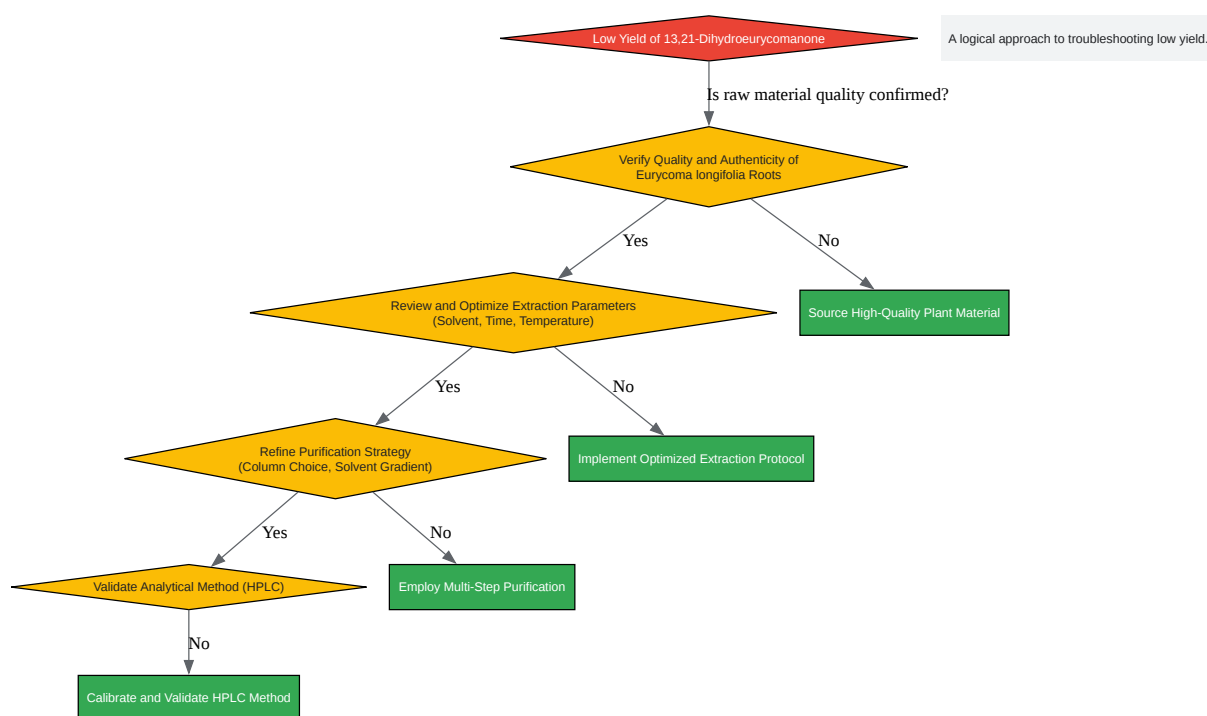 Low Yield of 13,21-Dihydroeurycomanone
A logical approach to troubleshooting low yield.
Is raw material quality confirmed?
Verify Quality and Authenticity of
Eurycoma longifolia Roots
Yes
No
Review and Optimize Extraction Parameters
(Solvent, Time, Temperature)
Source High-Quality Plant Material
Yes
No
Refine Purification Strategy
(Column Choice, Solvent Gradient)
Implement Optimized Extraction Protocol
Yes
No
Validate Analytical Method (HPLC)
Employ Multi-Step Purification
No
Calibrate and Validate HPLC Method